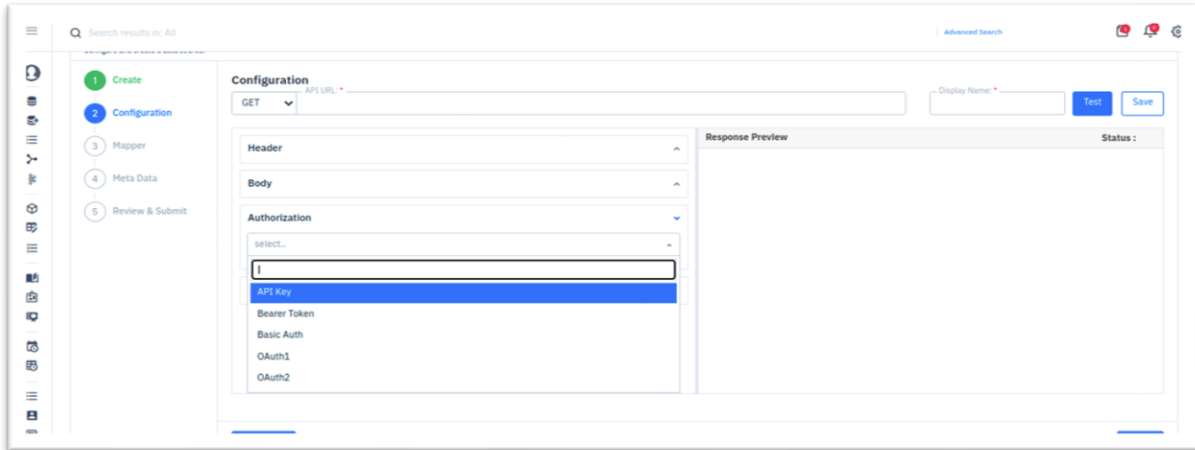 Search results in: All
Advanced Search
1 Create
2 Configuration
3 Mapper
4 Meta Data
5 Review & Submit
Configuration
GET
API URL: *
Display Name: *
Test
Save
Header
Body
Authorization
select..
API Key
Bearer Token
Basic Auth
OAuth1
OAuth2
Response Preview
Status :